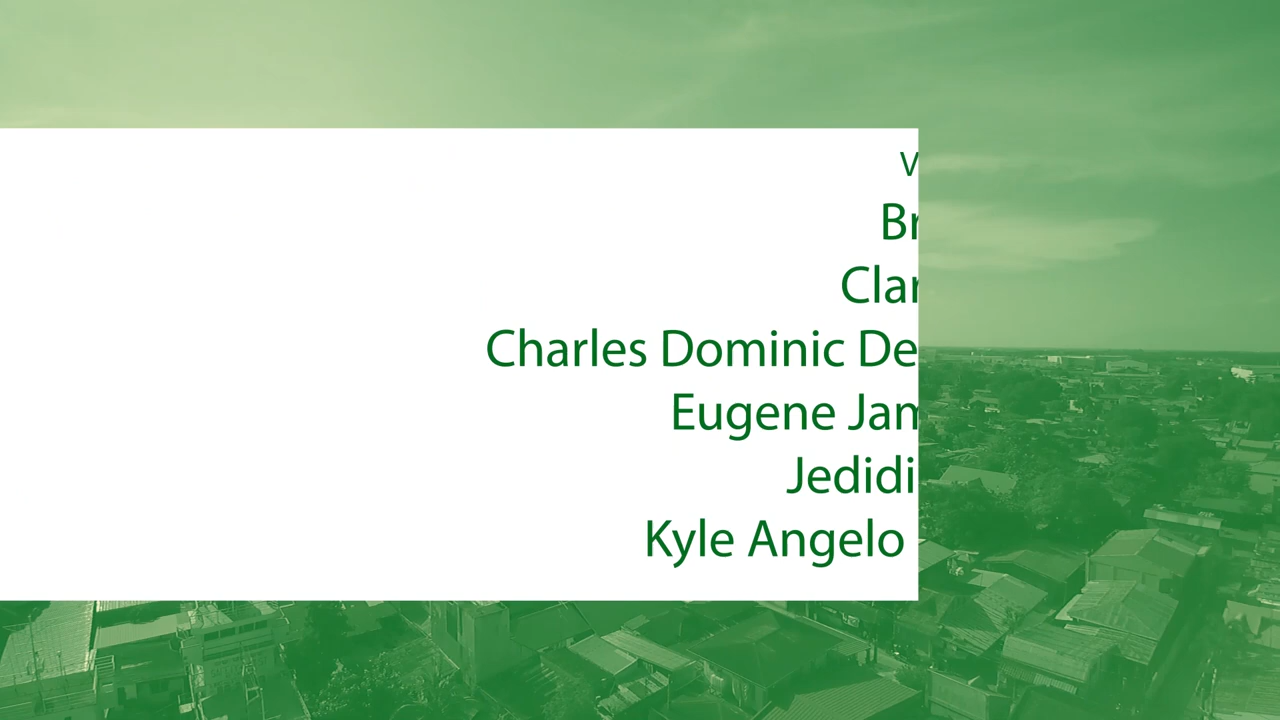 V
Br
Clar
Charles Dominic De
Eugene Jam
Jedidi
Kyle Angelo